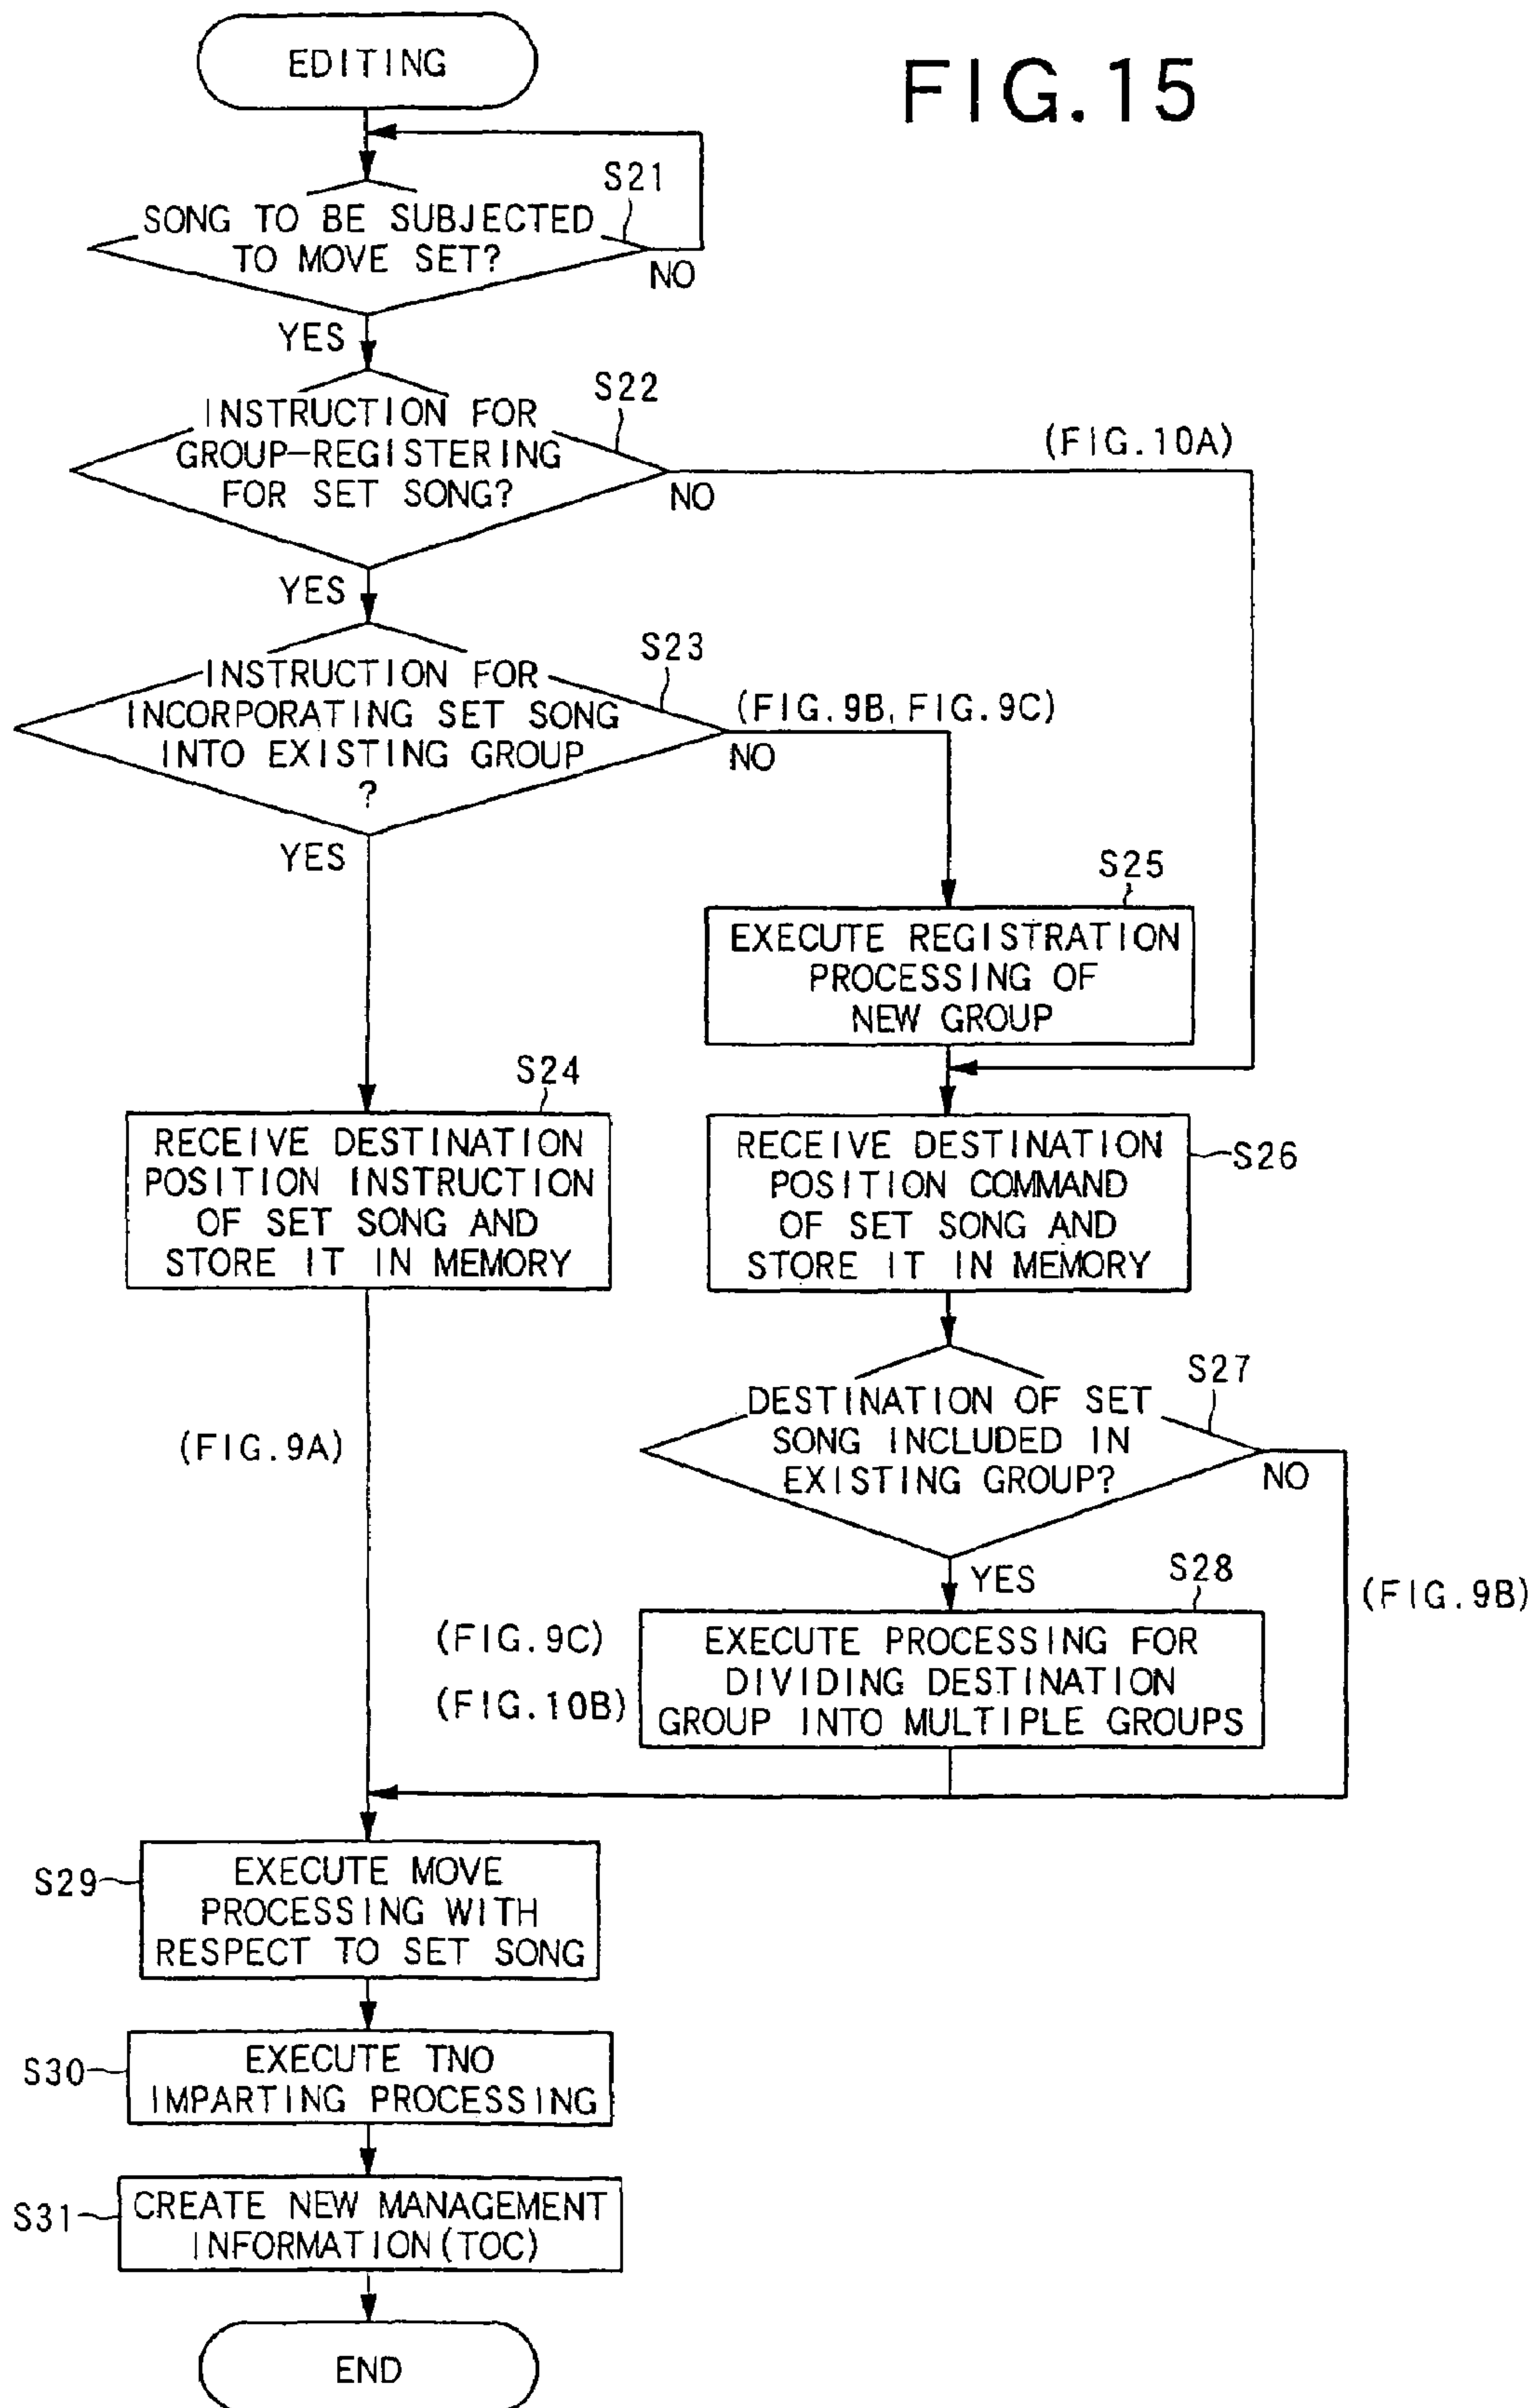 EDITING
FIG.15
S21
SONG TO BE SUBJECTED
TO MOVE SET?
NO
YES
S22
INSTRUCTION FOR
GROUP-REGISTERING
FOR SET SONG?
(FIG.10A)
NO
YES
S23
INSTRUCTION FOR
INCORPORATING SET SONG
INTO EXISTING GROUP
?
(FIG.9B, FIG.9C)
NO
YES
S25
EXECUTE REGISTRATION
PROCESSING OF
NEW GROUP
S24
RECEIVE DESTINATION
POSITION INSTRUCTION
OF SET SONG AND
STORE IT IN MEMORY
RECEIVE DESTINATION
POSITION COMMAND
OF SET SONG AND
STORE IT IN MEMORY
S26
S27
DESTINATION OF SET
SONG INCLUDED IN
EXISTING GROUP?
NO
(FIG.9A)
YES
S28
(FIG.9B)
(FIG.9C)
(FIG.10B)
EXECUTE PROCESSING FOR
DIVIDING DESTINATION
GROUP INTO MULTIPLE GROUPS
S29
EXECUTE MOVE
PROCESSING WITH
RESPECT TO SET SONG
S30
EXECUTE TNO
IMPARTING PROCESSING
S31
CREATE NEW MANAGEMENT
INFORMATION(TOC)
END